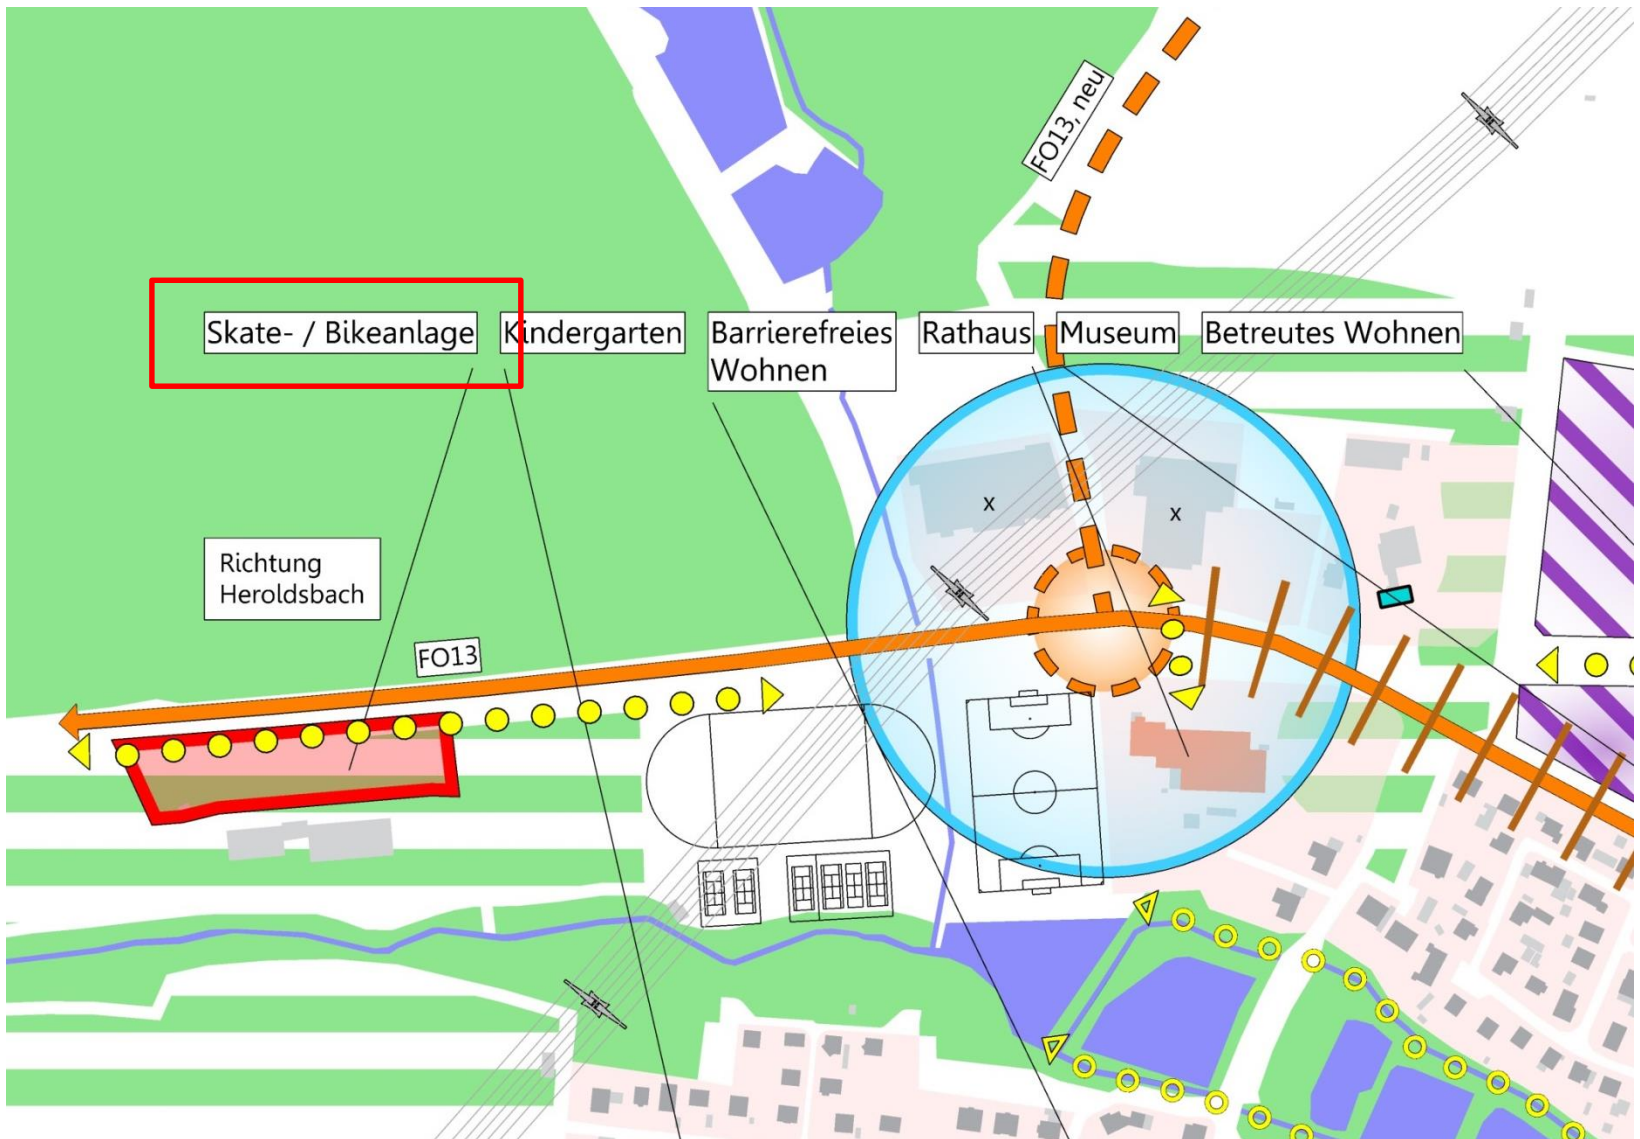 FO13, neu
Skate- / Bikeanlage
Kindergarten
Barrierefreies
Wohnen
Rathaus
Museum
Betreutes Wohnen
x
x
Richtung
Heroldsbach
FO13